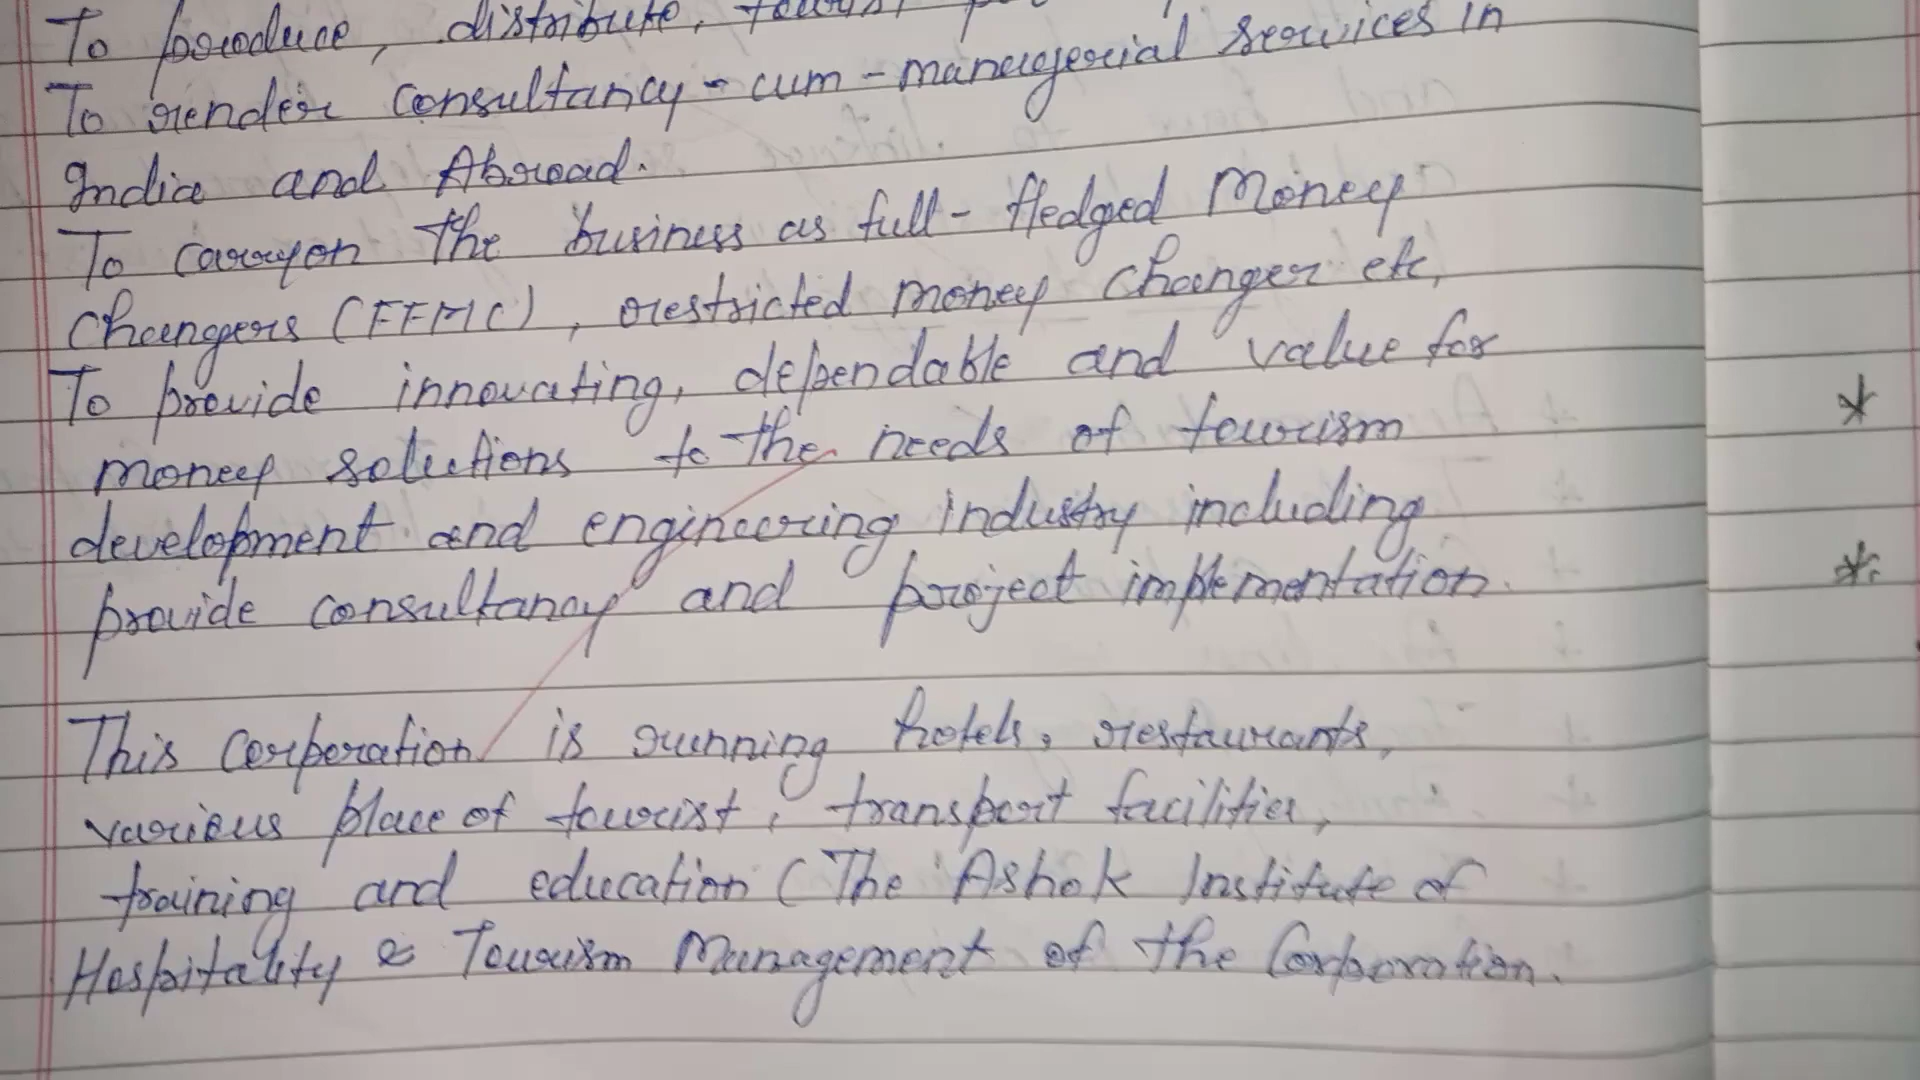 To produce, distribute, tourist
To render consultancy-cum-managerial services in
India and Abroad.
To carryon the business as full-fledged Money
Changers (FFMC), restricted money changer etc,
To provide innovating, dependable and value for
money solutions to the needs of tourism
development and engineering industry including
provide consultancy and project implementation.
This Corporation is running hotels, restaurants,
various place of tourist, transport facilities,
training and education (The Ashok Institute of
Hospitality & Tourism Management of the Corporation.